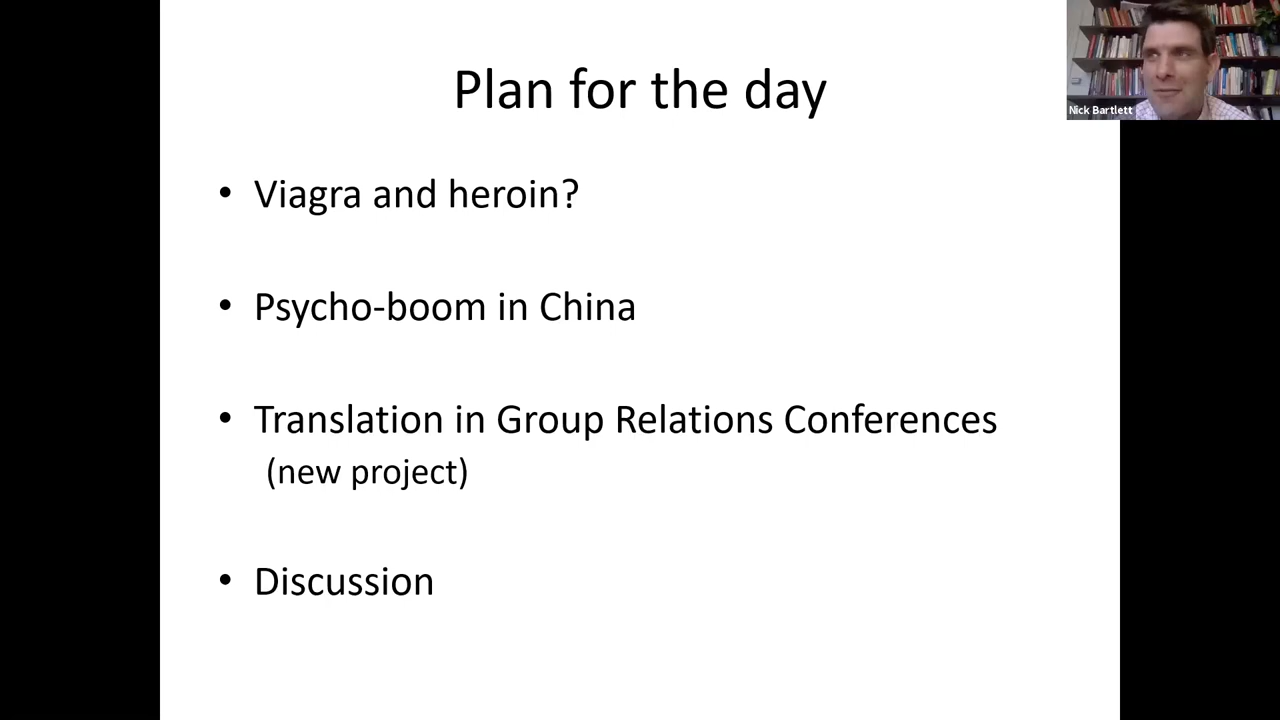 Plan for the day
Nick Bartlett
• Viagra and heroin?
• Psycho-boom in China
• Translation in Group Relations Conferences
(new project)
• Discussion